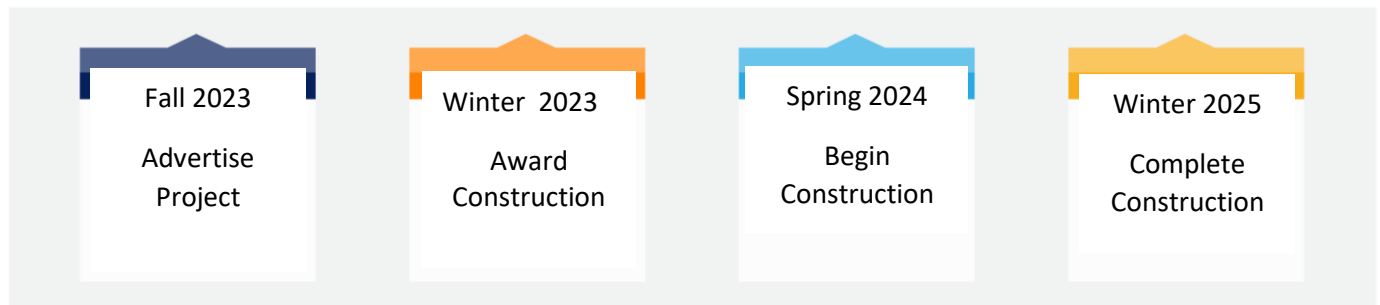 Fall 2023
Advertise
Project
Winter  2023
Award
Construction
Spring 2024
Begin
Construction
Winter 2025
Complete
Construction